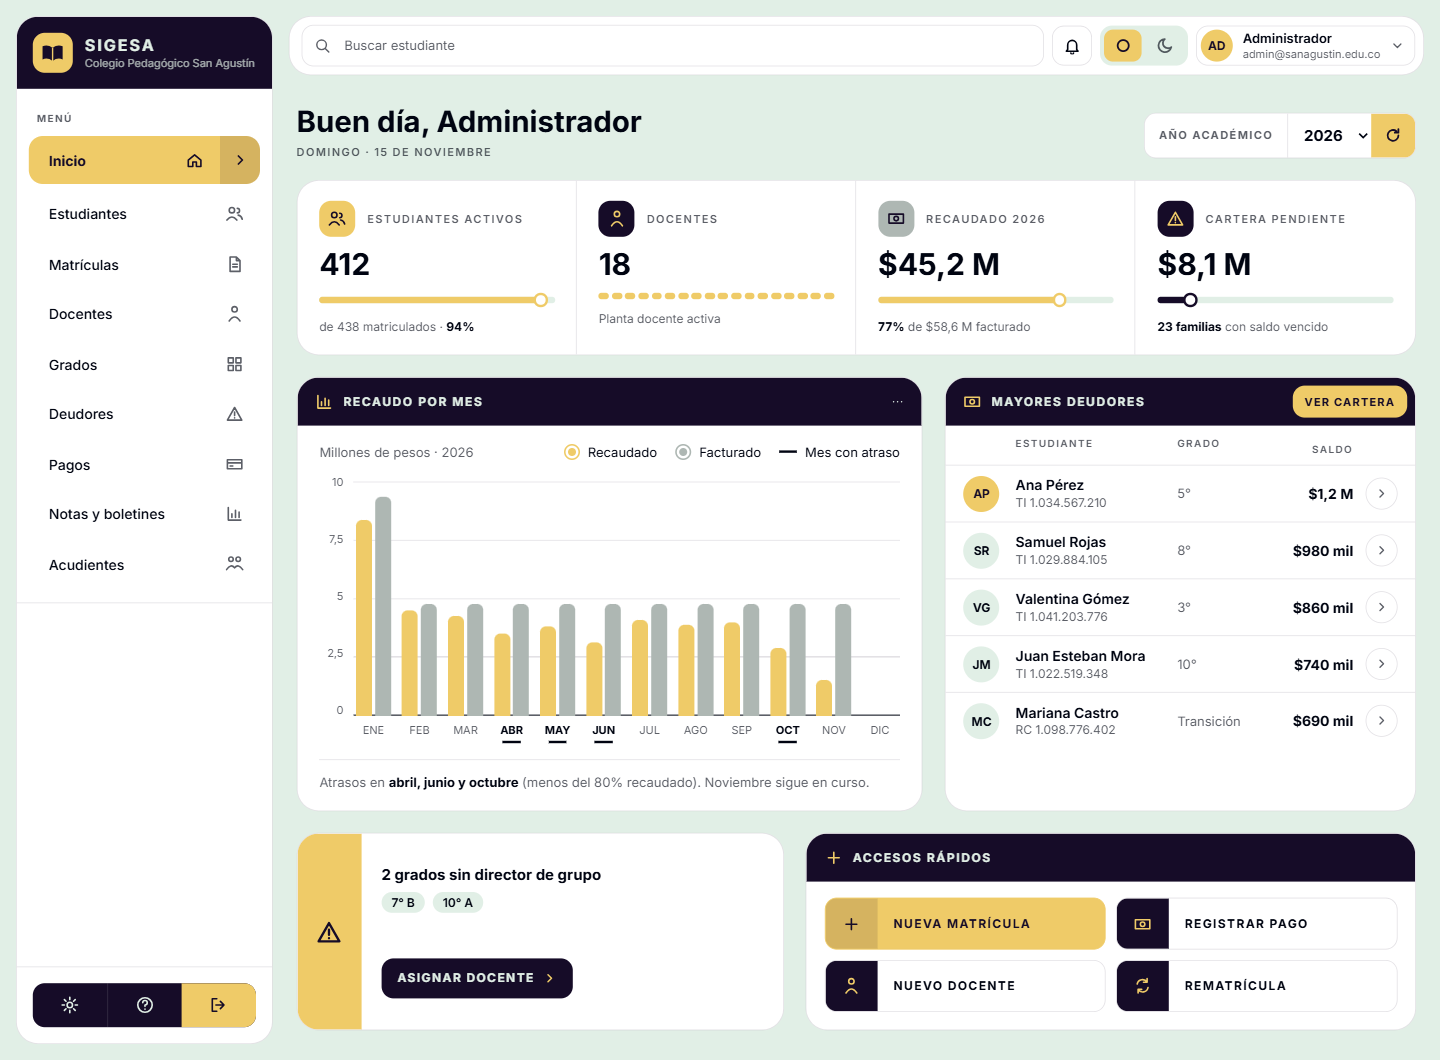 SIGESA
Colegio Pedagógico San Agustín
MENÚ
Inicio
Estudiantes
Matrículas
Docentes
Grados
Deudores
Pagos
Notas y boletines
Acudientes
Buscar estudiante
AD
Administrador
admin@sanagustin.edu.co
Buen día, Administrador
DOMINGO · 15 DE NOVIEMBRE
AÑO ACADÉMICO
2026
ESTUDIANTES ACTIVOS
412
de 438 matriculados · 94%
DOCENTES
18
Planta docente activa
RECAUDADO 2026
$45,2 M
77% de $58,6 M facturado
CARTERA PENDIENTE
$8,1 M
23 familias con saldo vencido
RECAUDO POR MES
...
Millones de pesos · 2026
Recaudado
Facturado
Mes con atraso
10
7,5
5
2,5
0
ENE FEB MAR ABR MAY JUN JUL AGO SEP OCT NOV DIC
Atrasos en abril, junio y octubre (menos del 80% recaudado). Noviembre sigue en curso.
MAYORES DEUDORES
VER CARTERA
ESTUDIANTE GRADO SALDO
AP Ana Pérez 5° $1,2 M
TI 1.034.567.210
SR Samuel Rojas 8° $980 mil
TI 1.029.884.105
VG Valentina Gómez 3° $860 mil
TI 1.041.203.776
JM Juan Esteban Mora 10° $740 mil
TI 1.022.519.348
MC Mariana Castro Transición $690 mil
RC 1.098.776.402
2 grados sin director de grupo
7° B 10° A
ASIGNAR DOCENTE
ACCESOS RÁPIDOS
NUEVA MATRÍCULA
REGISTRAR PAGO
NUEVO DOCENTE
REMATRÍCULA